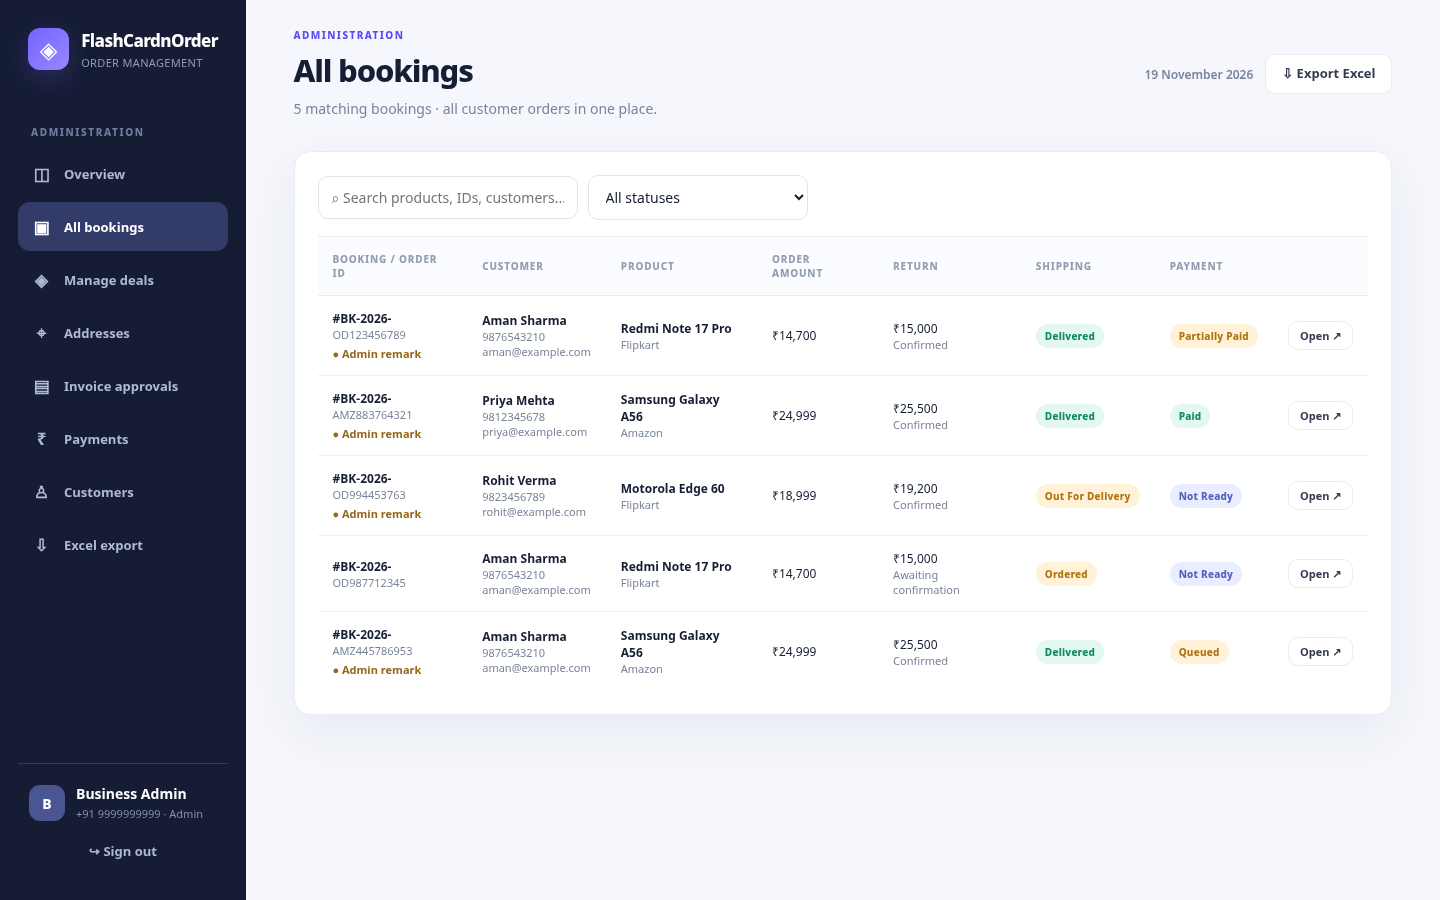 FlashCardnOrder
ORDER MANAGEMENT
ADMINISTRATION
Overview
All bookings
Manage deals
Addresses
Invoice approvals
₹ Payments
Customers
⇩ Excel export
B
Business Admin
+91 9999999999 · Admin
↪ Sign out
ADMINISTRATION
All bookings
5 matching bookings · all customer orders in one place.
19 November 2026
⇩ Export Excel
⌕ Search products, IDs, customers...
All statuses
BOOKING / ORDER
ID
CUSTOMER
PRODUCT
ORDER
AMOUNT
RETURN
SHIPPING
PAYMENT
#BK-2026-
OD123456789
● Admin remark
Aman Sharma
9876543210
aman@example.com
Redmi Note 17 Pro
Flipkart
₹14,700
₹15,000
Confirmed
Delivered
Partially Paid
Open ↗
#BK-2026-
AMZ883764321
● Admin remark
Priya Mehta
9812345678
priya@example.com
Samsung Galaxy
A56
Amazon
₹24,999
₹25,500
Confirmed
Delivered
Paid
Open ↗
#BK-2026-
OD994453763
● Admin remark
Rohit Verma
9823456789
rohit@example.com
Motorola Edge 60
Flipkart
₹18,999
₹19,200
Confirmed
Out For Delivery
Not Ready
Open ↗
#BK-2026-
OD987712345
Aman Sharma
9876543210
aman@example.com
Redmi Note 17 Pro
Flipkart
₹14,700
₹15,000
Awaiting
confirmation
Ordered
Not Ready
Open ↗
#BK-2026-
AMZ445786953
● Admin remark
Aman Sharma
9876543210
aman@example.com
Samsung Galaxy
A56
Amazon
₹24,999
₹25,500
Confirmed
Delivered
Queued
Open ↗